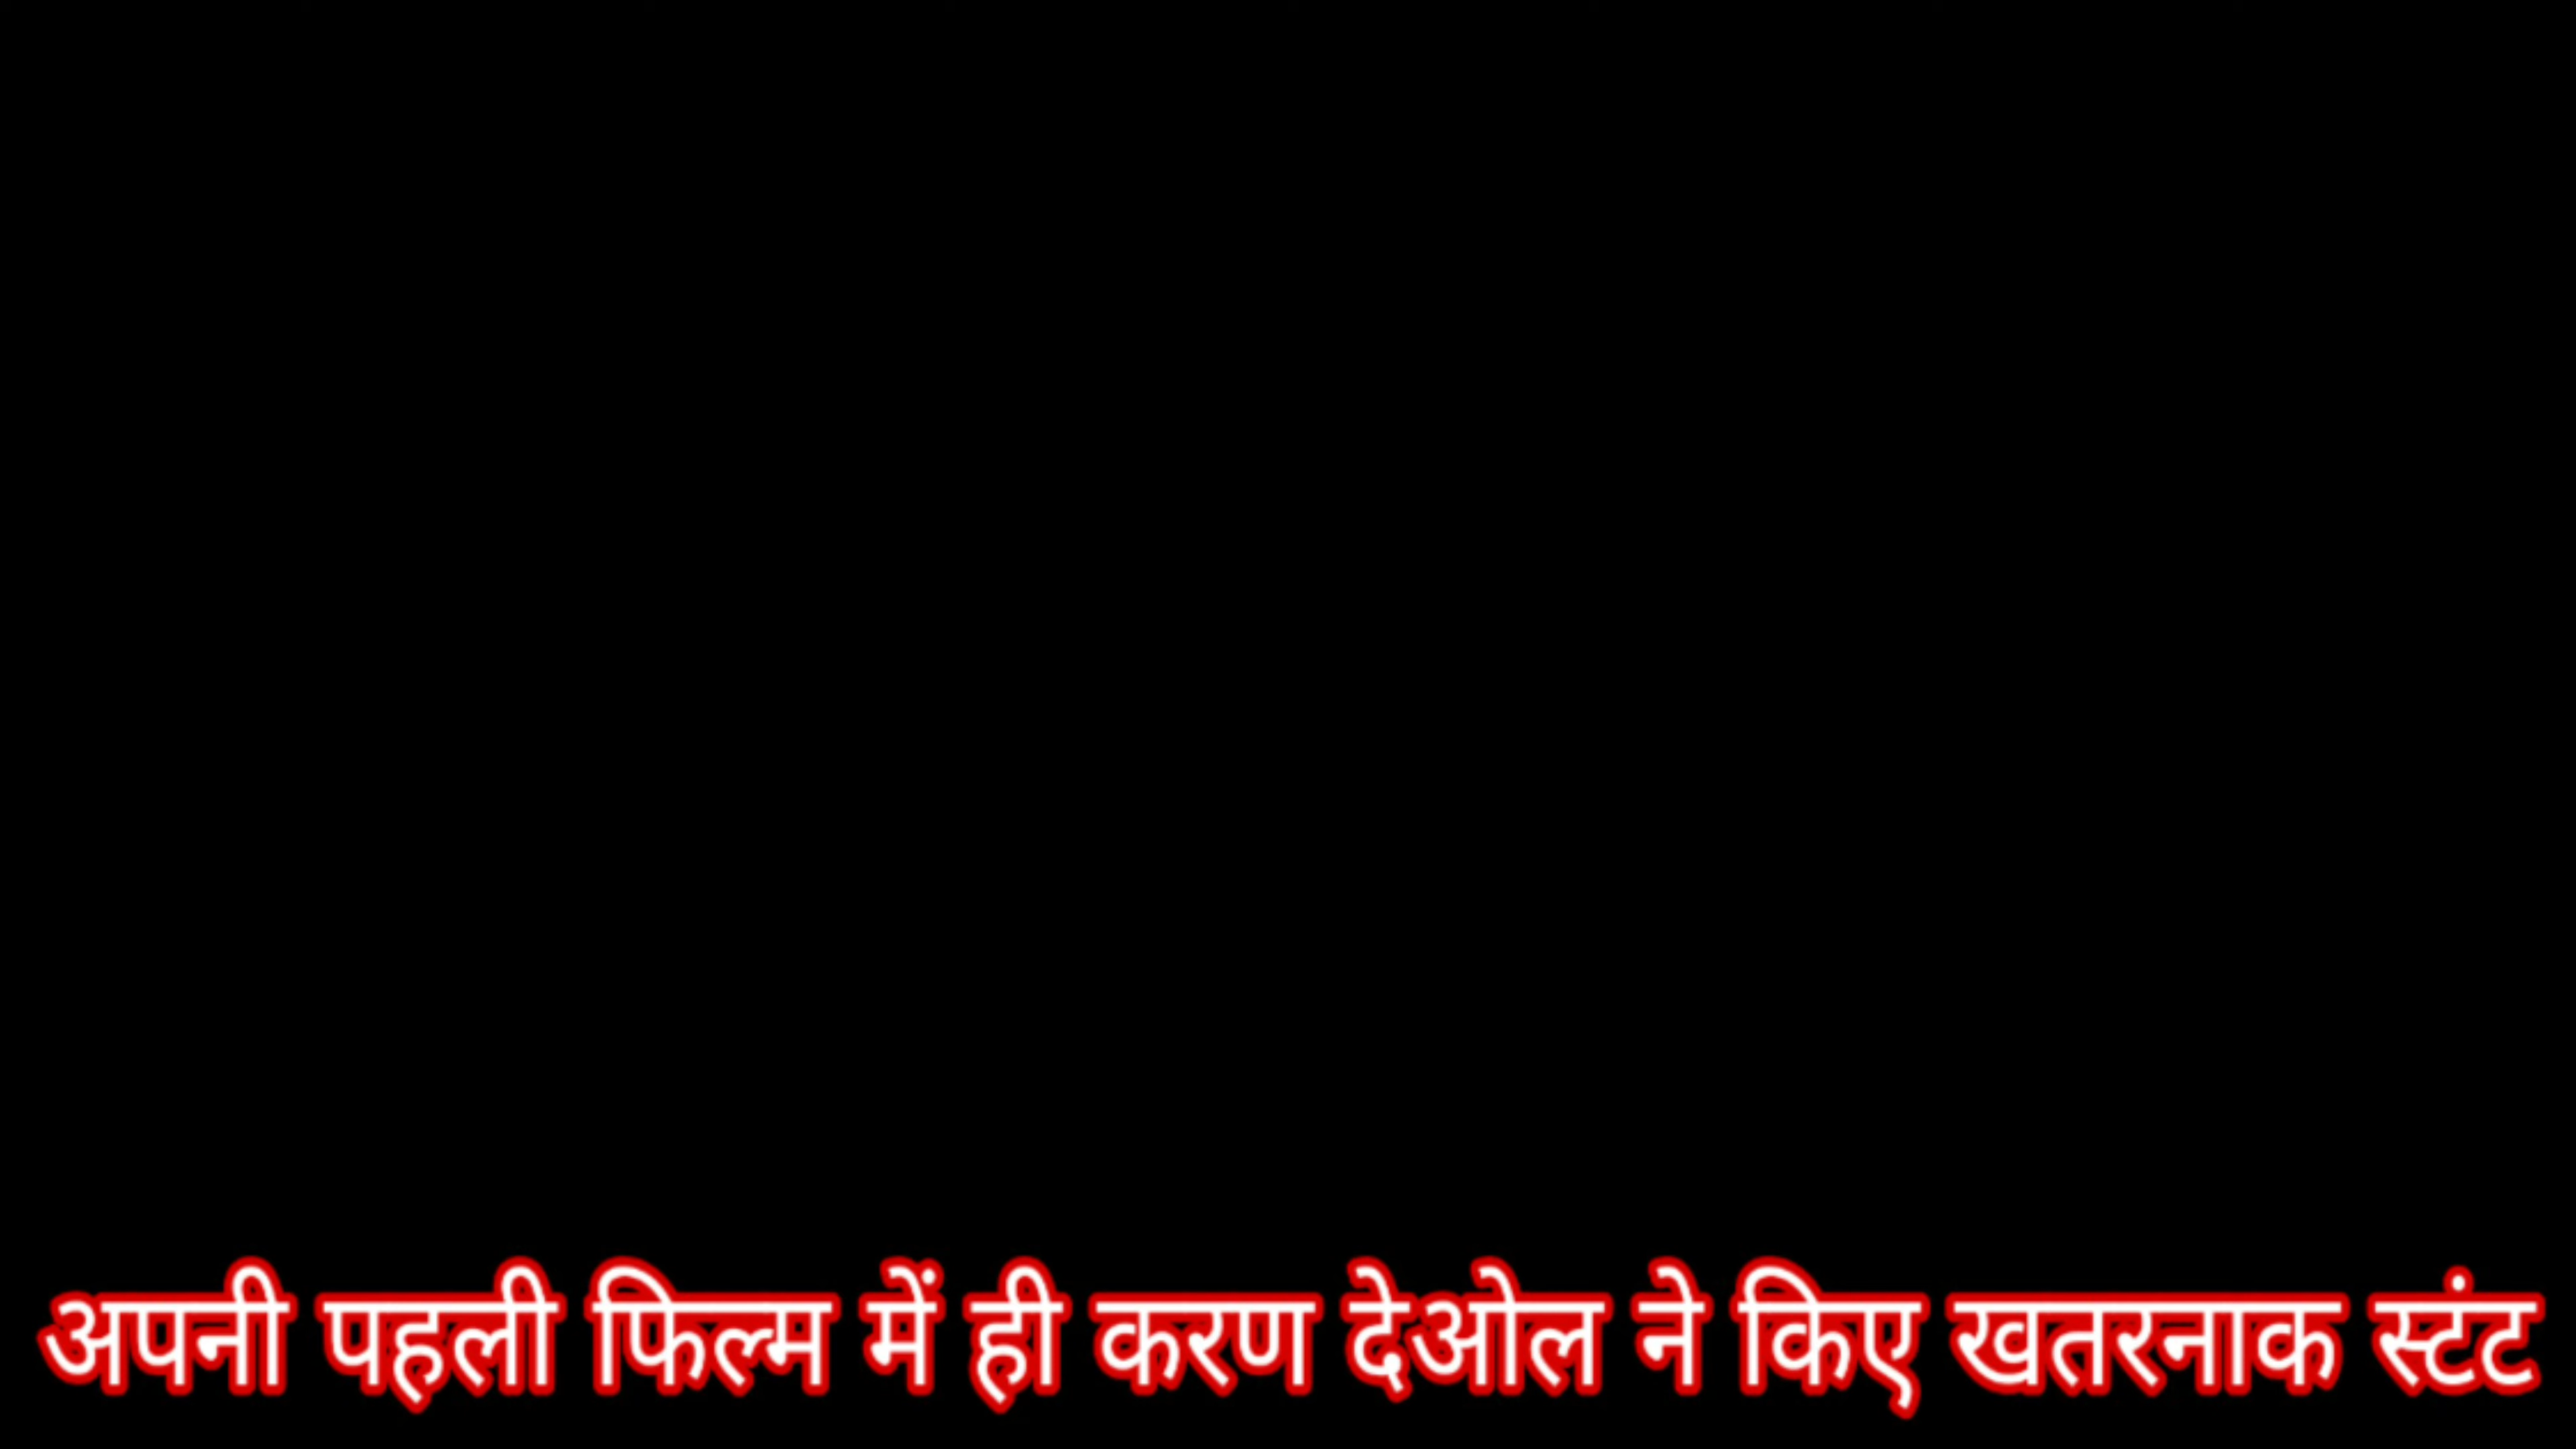 अपनी पहली फिल्म में ही करण देओल ने किए खतरनाक स्टंट